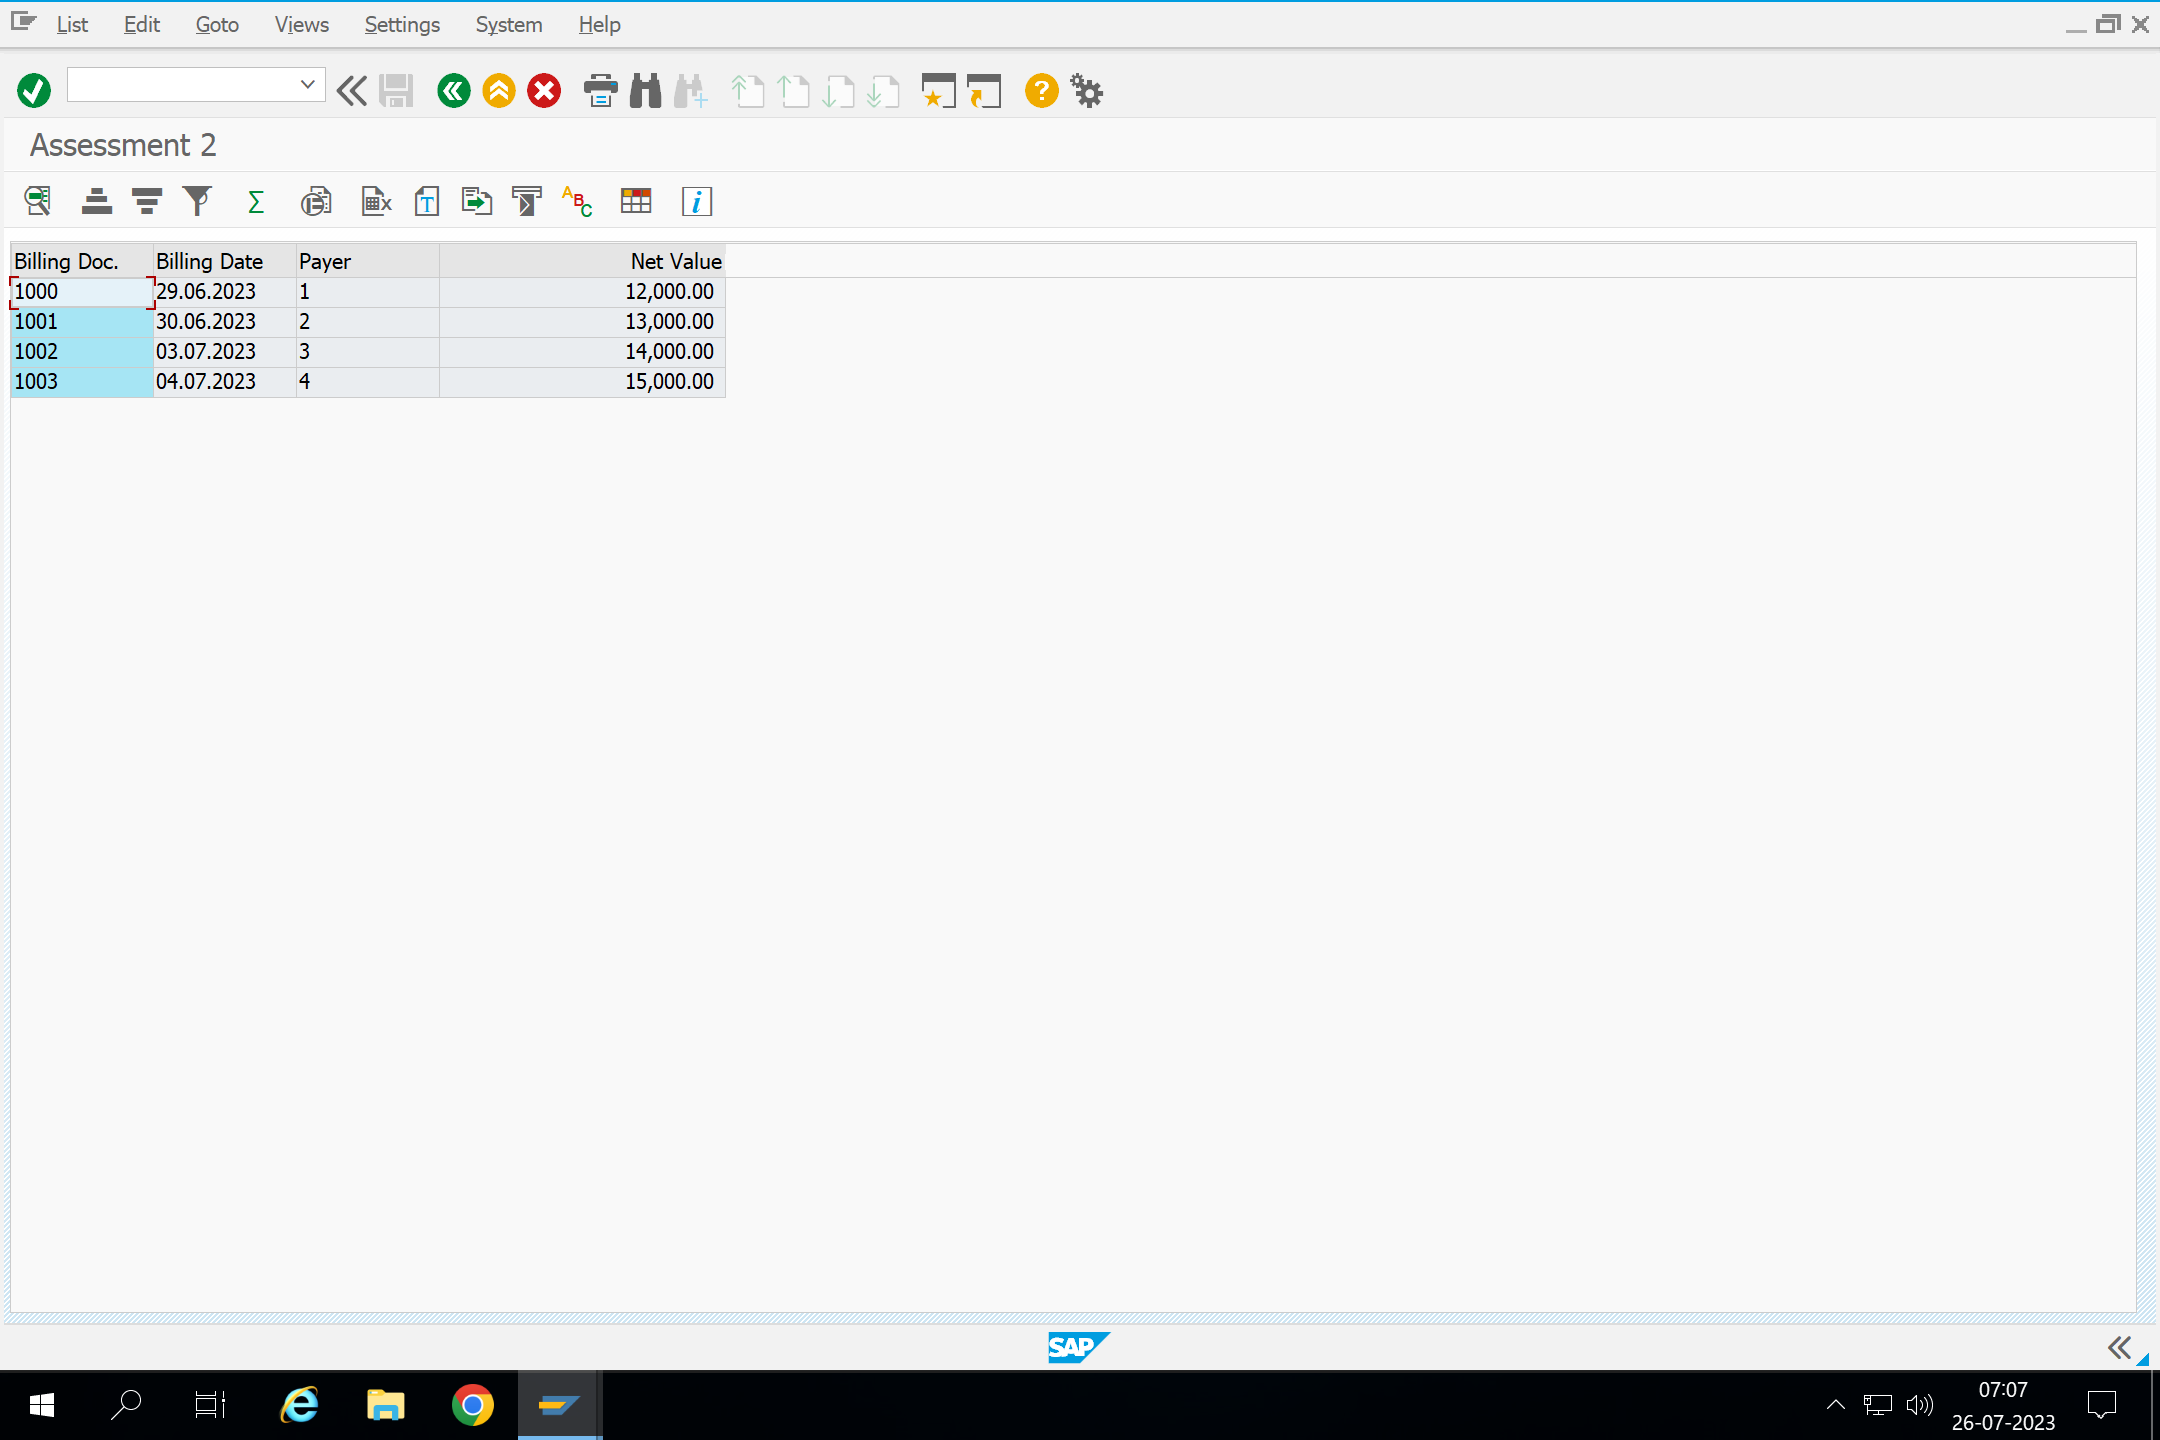 List Edit Goto Views Settings System Help
Assessment 2
Billing Doc. Billing Date Payer Net Value
1000 29.06.2023 1 12,000.00
1001 30.06.2023 2 13,000.00
1002 03.07.2023 3 14,000.00
1003 04.07.2023 4 15,000.00
SAP
07:07
26-07-2023